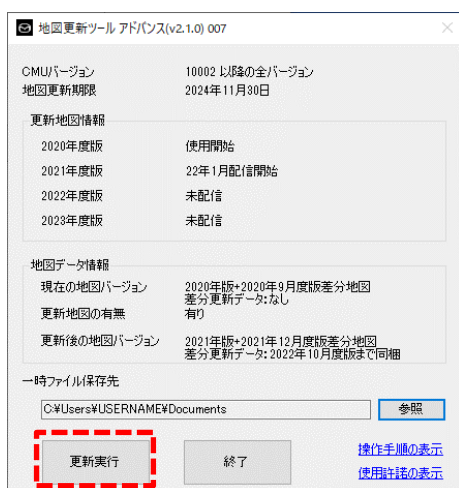 地図更新ツール アドバンス(v2.1.0) 007
CMUバージョン 10002 以降の全バージョン
地図更新期限 2024年11月30日
更新地図情報
2020年度版 使用開始
2021年度版 22年1月配信開始
2022年度版 未配信
2023年度版 未配信
地図データ情報
現在の地図バージョン 2020年版+2020年9月度版差分地図
差分更新データ:なし
更新地図の有無 有り
更新後の地図バージョン 2021年版+2021年12月度版差分地図
差分更新データ:2022年10月度版まで同梱
一時ファイル保存先
C:¥Users¥USERNAME¥Documents 参照
更新実行 終了 操作手順の表示
使用許諾の表示